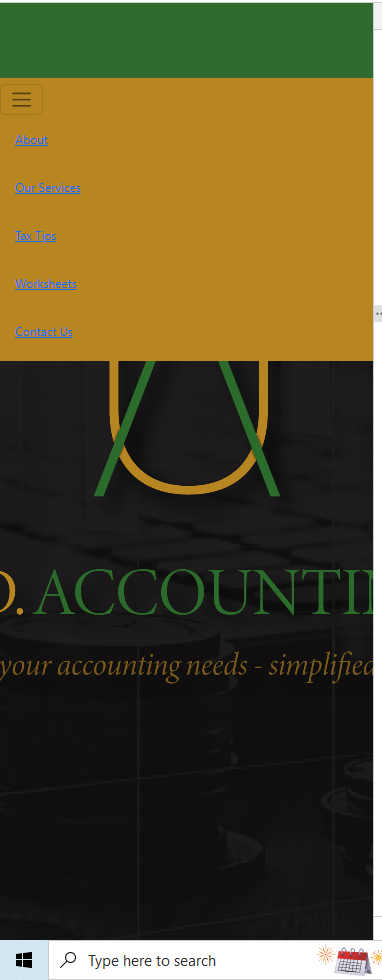 About
Our Services
Tax Tips
Worksheets
Contact Us
. ACCOUNTIN
your accounting needs - simplified
Type here to search